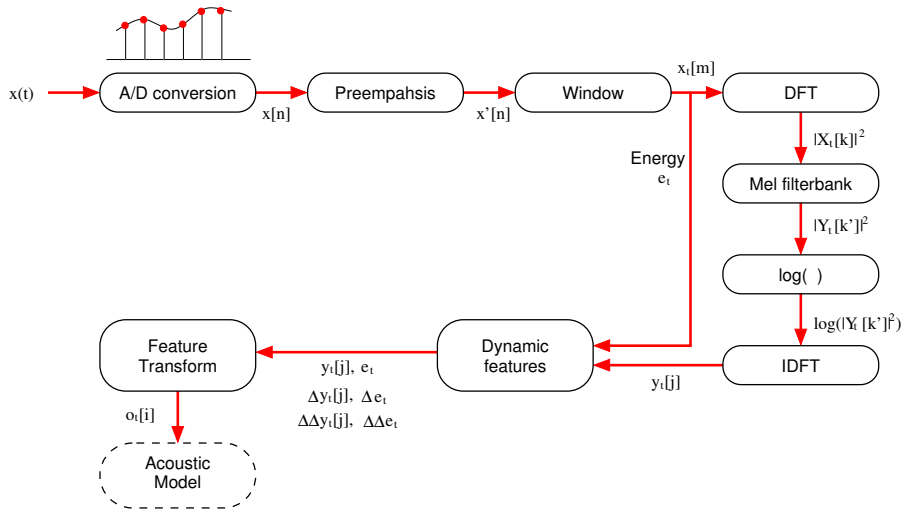 x(t)
A/D conversion
x[n]
Preempahsis
x'[n]
Window
xₜ[m]
DFT
|Xₜ[k]|²
Energy
eₜ
Mel filterbank
|Yₜ[k']|²
log( )
log(|Yₜ[k']|²)
IDFT
yₜ[j]
Dynamic
features
yₜ[j], eₜ
Δyₜ[j], Δeₜ
ΔΔyₜ[j], ΔΔeₜ
Feature
Transform
oₜ[i]
Acoustic
Model